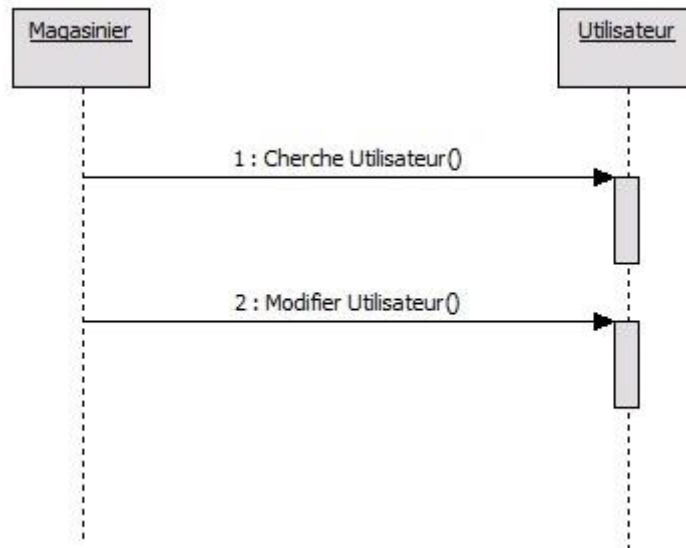 Magasinier
Utilisateur
1 : Cherche Utilisateur()
2 : Modifier Utilisateur()